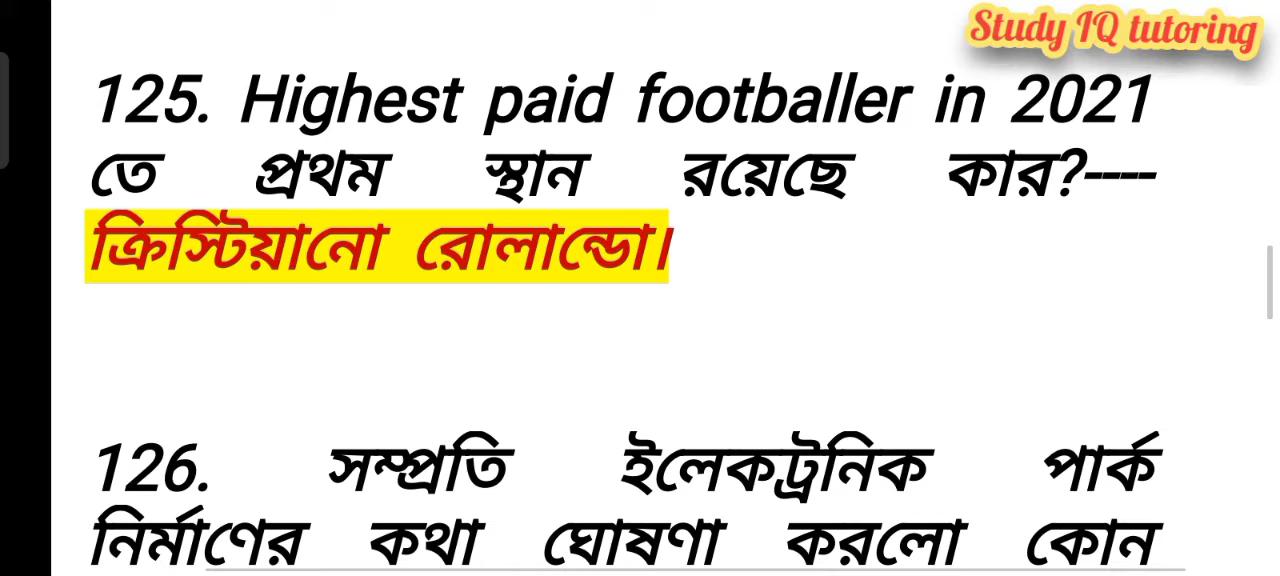 Study IQ tutoring
125. Highest paid footballer in 2021
তে প্রথম স্থান রয়েছে কার?----
ক্রিস্টিয়ানো রোলান্ডো।
126. সম্প্রতি ইলেকট্রনিক পার্ক
নির্মাণের কথা ঘোষণা করলো কোন